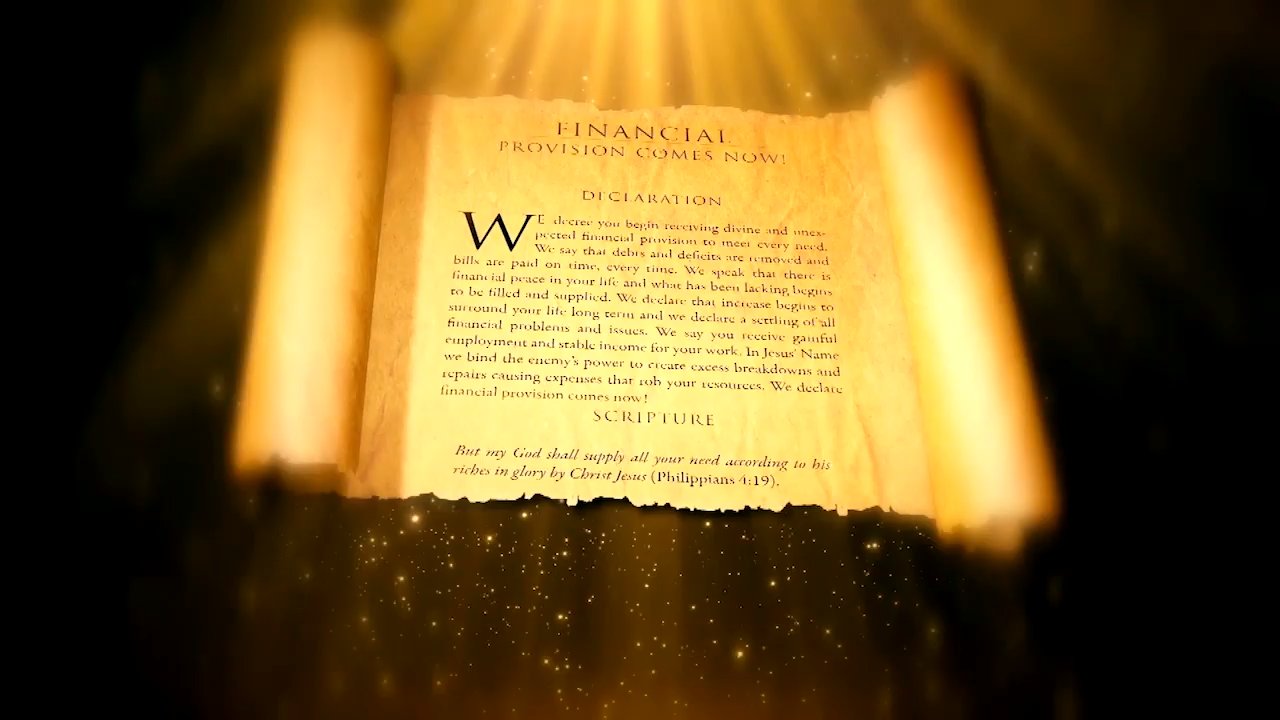 FINANCIAL
PROVISION COMES NOW!
DECLARATION
WE decree you begin receiving divine and unex-
pected financial provision to meet every need.
We say that debts and deficits are removed and
bills are paid on time, every time. We speak that there is
financial peace in your life and what has been lacking begins
to be filled and supplied. We declare that increase begins to
surround your life long term and we declare a settling of all
financial problems and issues. We say you receive gainful
employment and stable income for your work. In Jesus' Name
we bind the enemy's power to create excess breakdowns and
repairs causing expenses that rob your resources. We declare
financial provision comes now!
SCRIPTURE
But my God shall supply all your need according to his
riches in glory by Christ Jesus (Philippians 4:19).